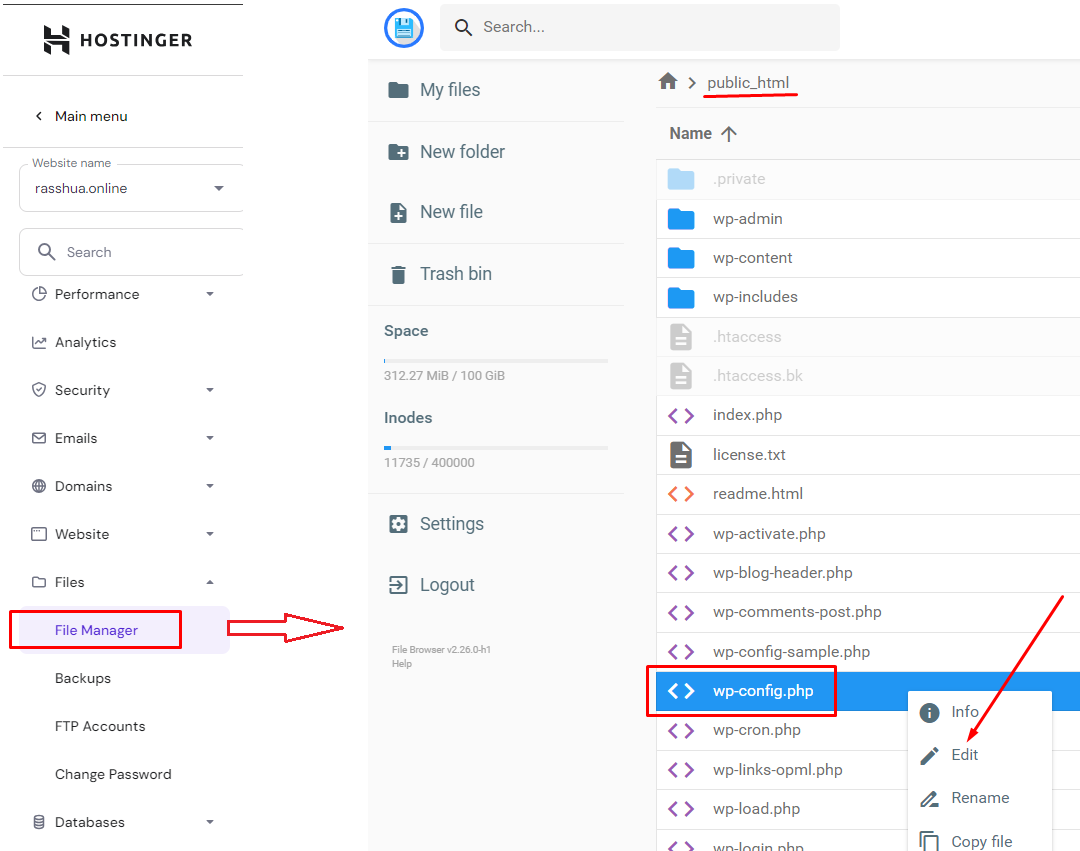 HOSTINGER
Main menu
Website name
rasshua.online
Search
Performance
Analytics
Security
Emails
Domains
Website
Files
File Manager
Backups
FTP Accounts
Change Password
Databases
Search...
My files
New folder
New file
Trash bin
Space
312.27 MiB / 100 GiB
Inodes
11735 / 400000
Settings
Logout
File Browser v2.26.0-h1
Help
public_html
Name
.private
wp-admin
wp-content
wp-includes
.htaccess
.htaccess.bk
index.php
license.txt
readme.html
wp-activate.php
wp-blog-header.php
wp-comments-post.php
wp-config-sample.php
wp-config.php
wp-cron.php
wp-links-opml.php
wp-load.php
wp-login.php
Info
Edit
Rename
Copy file